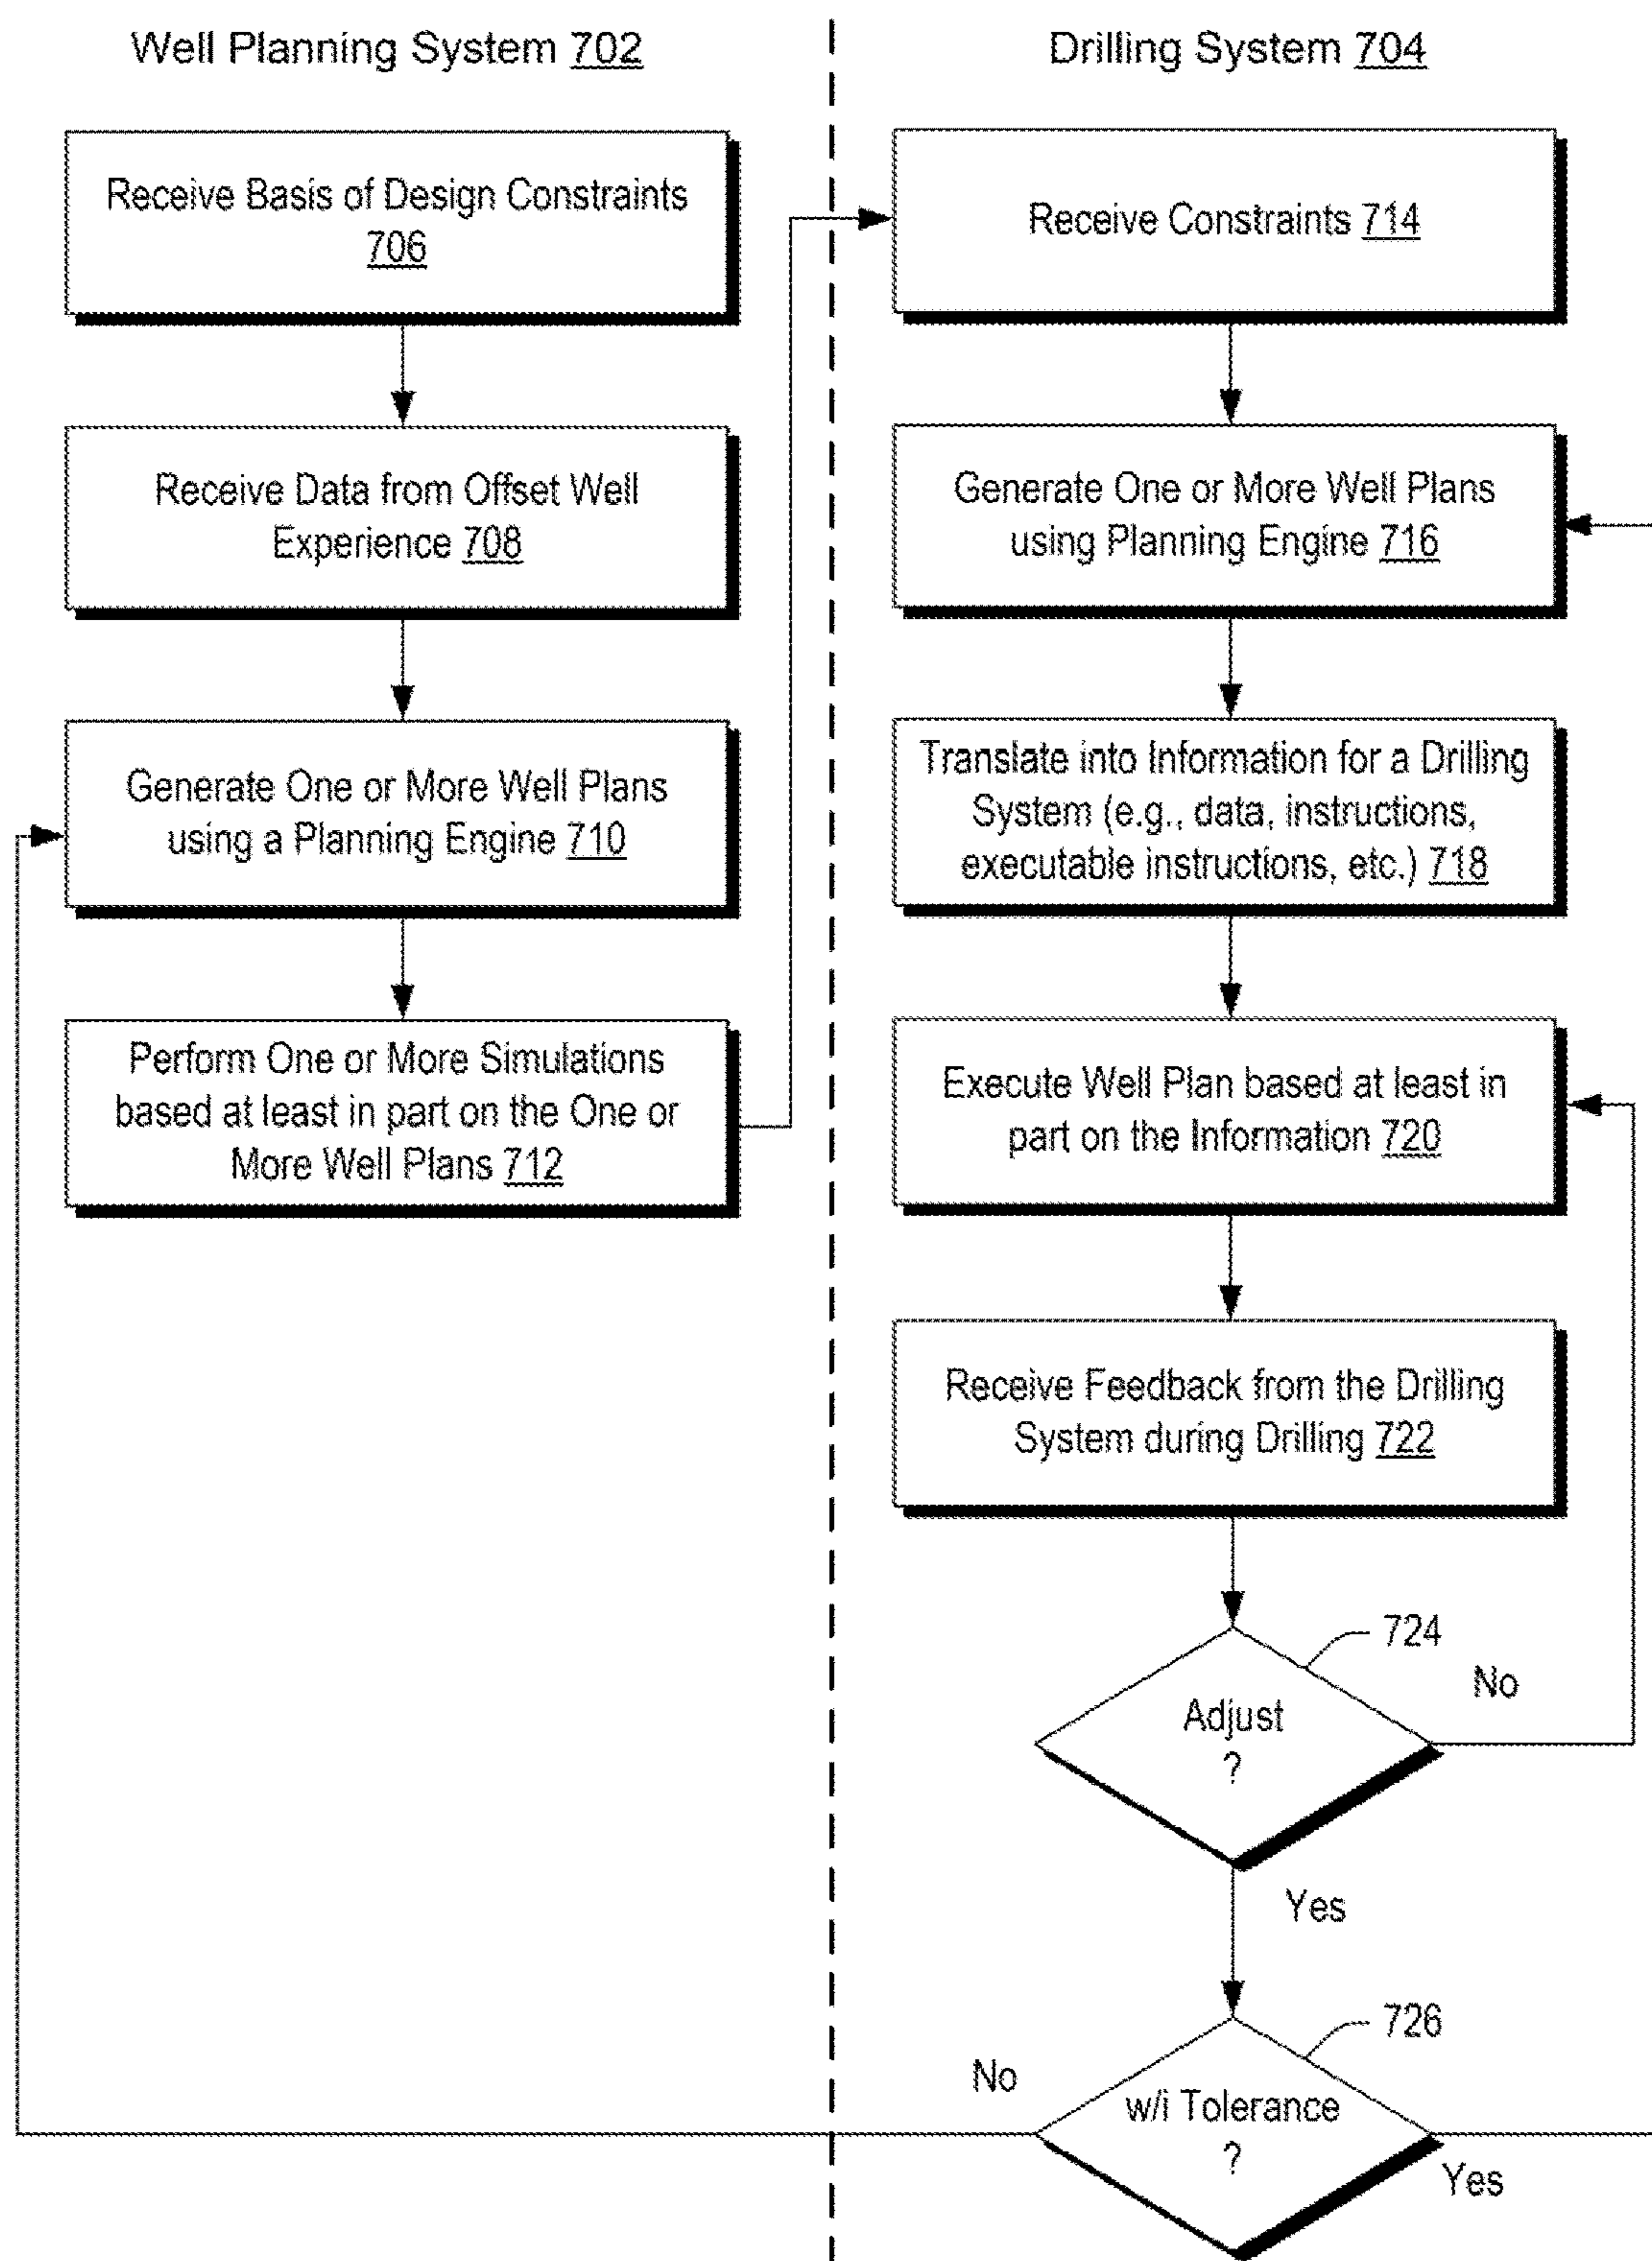 Well Planning System 702
Receive Basis of Design Constraints
706
Receive Data from Offset Well
Experience 708
Generate One or More Well Plans
using a Planning Engine 710
Perform One or More Simulations
based at least in part on the One or
More Well Plans 712
Drilling System 704
Receive Constraints 714
Generate One or More Well Plans
using Planning Engine 716
Translate into Information for a Drilling
System (e.g., data, instructions,
executable instructions, etc.) 718
Execute Well Plan based at least in
part on the Information 720
Receive Feedback from the Drilling
System during Drilling 722
724
No
Adjust
?
Yes
726
No
w/i Tolerance
?
Yes